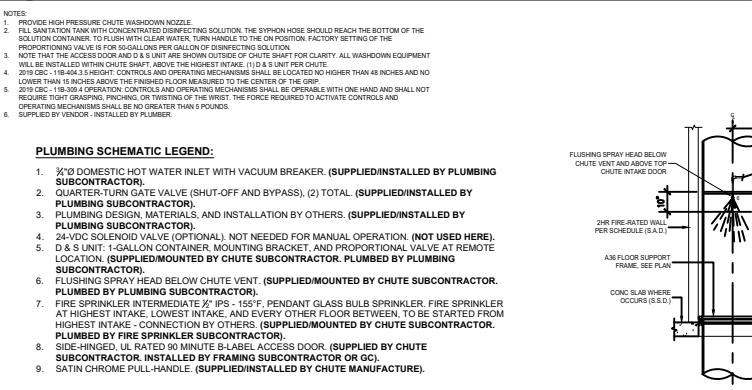 NOTES:
1. PROVIDE HIGH PRESSURE CHUTE WASHDOWN NOZZLE.
2. FILL SANITATION TANK WITH CONCENTRATED DISINFECTING SOLUTION. THE SYPHON HOSE SHOULD REACH THE BOTTOM OF THE
SOLUTION CONTAINER. TO FLUSH WITH CLEAR WATER, TURN HANDLE TO THE ON POSITION. FACTORY SETTING OF THE
PROPORTIONING VALVE IS FOR 50-GALLONS PER GALLON OF DISINFECTING SOLUTION.
3. NOTE THAT THE ACCESS DOOR AND D & S UNIT ARE SHOWN OUTSIDE OF CHUTE SHAFT FOR CLARITY. ALL WASHDOWN EQUIPMENT
WILL BE INSTALLED WITHIN CHUTE SHAFT, ABOVE THE HIGHEST INTAKE. (1) D & S UNIT PER CHUTE.
4. 2019 CBC - 11B-404.3.5 HEIGHT: CONTROLS AND OPERATING MECHANISMS SHALL BE LOCATED NO HIGHER THAN 48 INCHES AND NO
LOWER THAN 15 INCHES ABOVE THE FINISHED FLOOR MEASURED TO THE CENTER OF THE GRIP.
5. 2019 CBC - 11B-309.4 OPERATION: CONTROLS AND OPERATING MECHANISMS SHALL BE OPERABLE WITH ONE HAND AND SHALL NOT
REQUIRE TIGHT GRASPING, PINCHING, OR TWISTING OF THE WRIST. THE FORCE REQUIRED TO ACTIVATE CONTROLS AND
OPERATING MECHANISMS SHALL BE NO GREATER THAN 5 POUNDS.
6. SUPPLIED BY VENDOR - INSTALLED BY PLUMBER.
PLUMBING SCHEMATIC LEGEND:
1. ¾"Ø DOMESTIC HOT WATER INLET WITH VACUUM BREAKER. (SUPPLIED/INSTALLED BY PLUMBING
SUBCONTRACTOR).
2. QUARTER-TURN GATE VALVE (SHUT-OFF AND BYPASS), (2) TOTAL. (SUPPLIED/INSTALLED BY
PLUMBING SUBCONTRACTOR).
3. PLUMBING DESIGN, MATERIALS, AND INSTALLATION BY OTHERS. (SUPPLIED/INSTALLED BY
PLUMBING SUBCONTRACTOR).
4. 24-VDC SOLENOID VALVE (OPTIONAL). NOT NEEDED FOR MANUAL OPERATION. (NOT USED HERE).
5. D & S UNIT: 1-GALLON CONTAINER, MOUNTING BRACKET, AND PROPORTIONAL VALVE AT REMOTE
LOCATION. (SUPPLIED/MOUNTED BY CHUTE SUBCONTRACTOR. PLUMBED BY PLUMBING
SUBCONTRACTOR).
6. FLUSHING SPRAY HEAD BELOW CHUTE VENT. (SUPPLIED/MOUNTED BY CHUTE SUBCONTRACTOR.
PLUMBED BY PLUMBING SUBCONTRACTOR).
7. FIRE SPRINKLER INTERMEDIATE ½" IPS - 155°F, PENDANT GLASS BULB SPRINKLER. FIRE SPRINKLER
AT HIGHEST INTAKE, LOWEST INTAKE, AND EVERY OTHER FLOOR BETWEEN, TO BE STARTED FROM
HIGHEST INTAKE - CONNECTION BY OTHERS. (SUPPLIED/MOUNTED BY CHUTE SUBCONTRACTOR.
PLUMBED BY FIRE SPRINKLER SUBCONTRACTOR).
8. SIDE-HINGED, UL RATED 90 MINUTE B-LABEL ACCESS DOOR. (SUPPLIED BY CHUTE
SUBCONTRACTOR. INSTALLED BY FRAMING SUBCONTRACTOR OR GC).
9. SATIN CHROME PULL-HANDLE. (SUPPLIED/INSTALLED BY CHUTE MANUFACTURE).
FLUSHING SPRAY HEAD BELOW
CHUTE VENT AND ABOVE TOP
CHUTE INTAKE DOOR
10"
6
2HR FIRE-RATED WALL
PER SCHEDULE (S.A.D.)
A36 FLOOR SUPPORT
FRAME, SEE PLAN
CONC SLAB WHERE
OCCURS (S.S.D.)